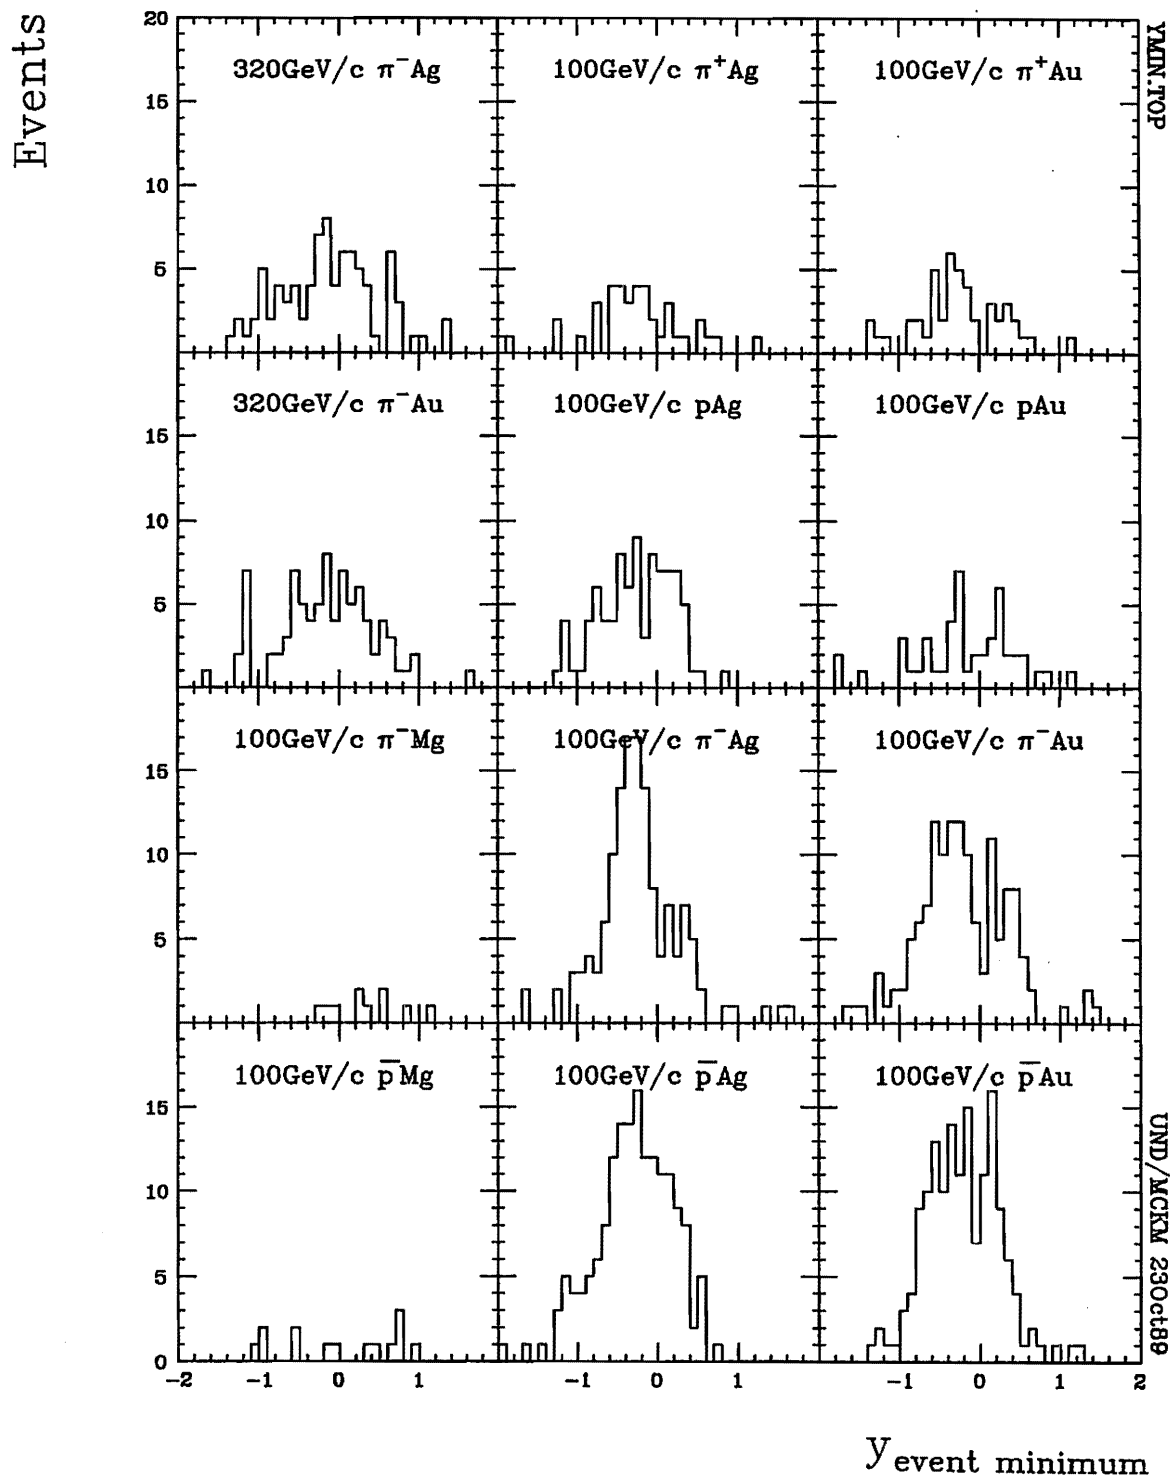 Events
YMIN.TOP
20
320GeV/c π⁻Ag
100GeV/c π⁺Ag
100GeV/c π⁺Au
15
10
5
320GeV/c π⁻Au
100GeV/c pAg
100GeV/c pAu
15
10
5
100GeV/c π⁻Mg
100GeV/c π⁻Ag
100GeV/c π⁻Au
15
10
5
100GeV/c p̅Mg
100GeV/c p̅Ag
100GeV/c p̅Au
15
10
5
0
UND/MCKM 23Oct89
-2 -1 0 1 -1 0 1 -1 0 1 2
y event minimum